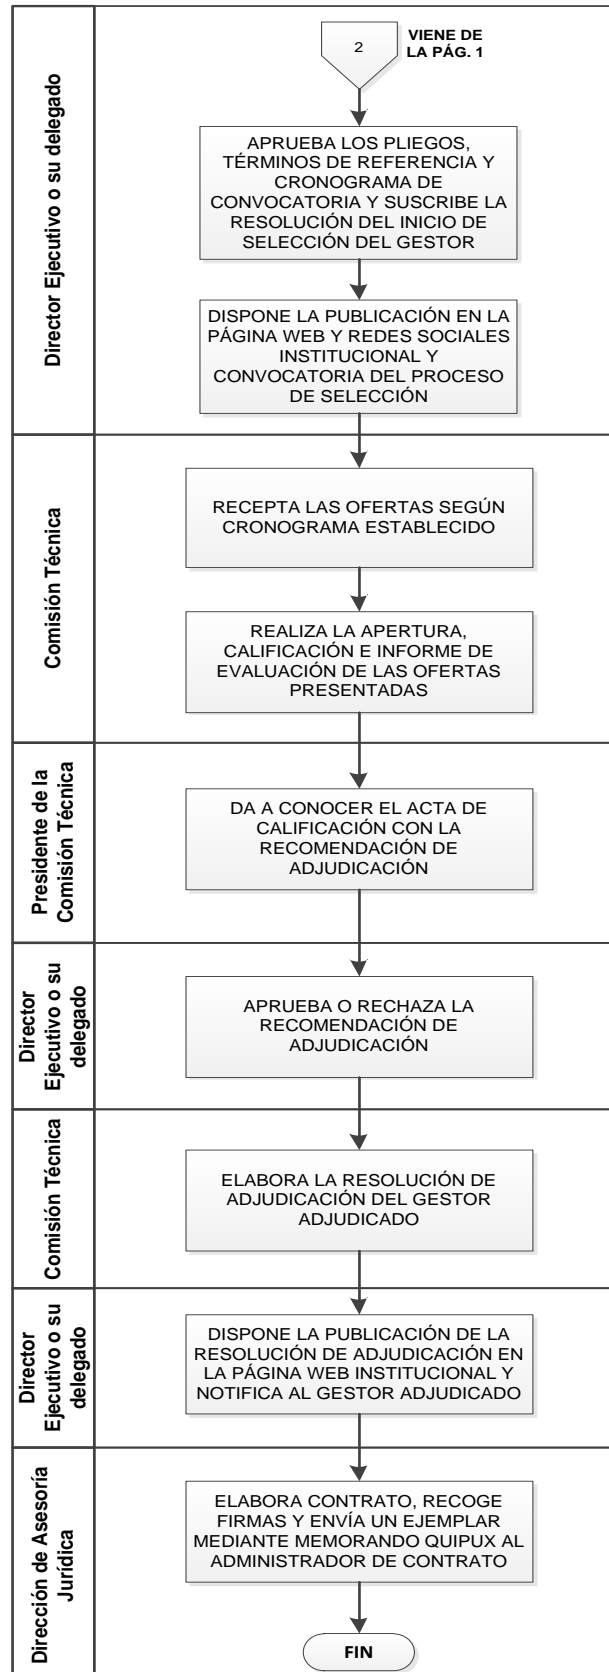 Director Ejecutivo o su delegado
2
VIENE DE
LA PÁG. 1
APRUEBA LOS PLIEGOS,
TÉRMINOS DE REFERENCIA Y
CRONOGRAMA DE
CONVOCATORIA Y SUSCRIBE LA
RESOLUCIÓN DEL INICIO DE
SELECCIÓN DEL GESTOR
DISPONE LA PUBLICACIÓN EN LA
PÁGINA WEB Y REDES SOCIALES
INSTITUCIONAL Y
CONVOCATORIA DEL PROCESO
DE SELECCIÓN
Comisión Técnica
RECEPTA LAS OFERTAS SEGÚN
CRONOGRAMA ESTABLECIDO
REALIZA LA APERTURA,
CALIFICACIÓN E INFORME DE
EVALUACIÓN DE LAS OFERTAS
PRESENTADAS
Presidente de la
Comisión Técnica
DA A CONOCER EL ACTA DE
CALIFICACIÓN CON LA
RECOMENDACIÓN DE
ADJUDICACIÓN
Director
Ejecutivo o su
delegado
APRUEBA O RECHAZA LA
RECOMENDACIÓN DE
ADJUDICACIÓN
Comisión Técnica
ELABORA LA RESOLUCIÓN DE
ADJUDICACIÓN DEL GESTOR
ADJUDICADO
Director
Ejecutivo o su
delegado
DISPONE LA PUBLICACIÓN DE LA
RESOLUCIÓN DE ADJUDICACIÓN EN
LA PÁGINA WEB INSTITUCIONAL Y
NOTIFICA AL GESTOR ADJUDICADO
Dirección de Asesoría
Jurídica
ELABORA CONTRATO, RECOGE
FIRMAS Y ENVÍA UN EJEMPLAR
MEDIANTE MEMORANDO QUIPUX AL
ADMINISTRADOR DE CONTRATO
FIN